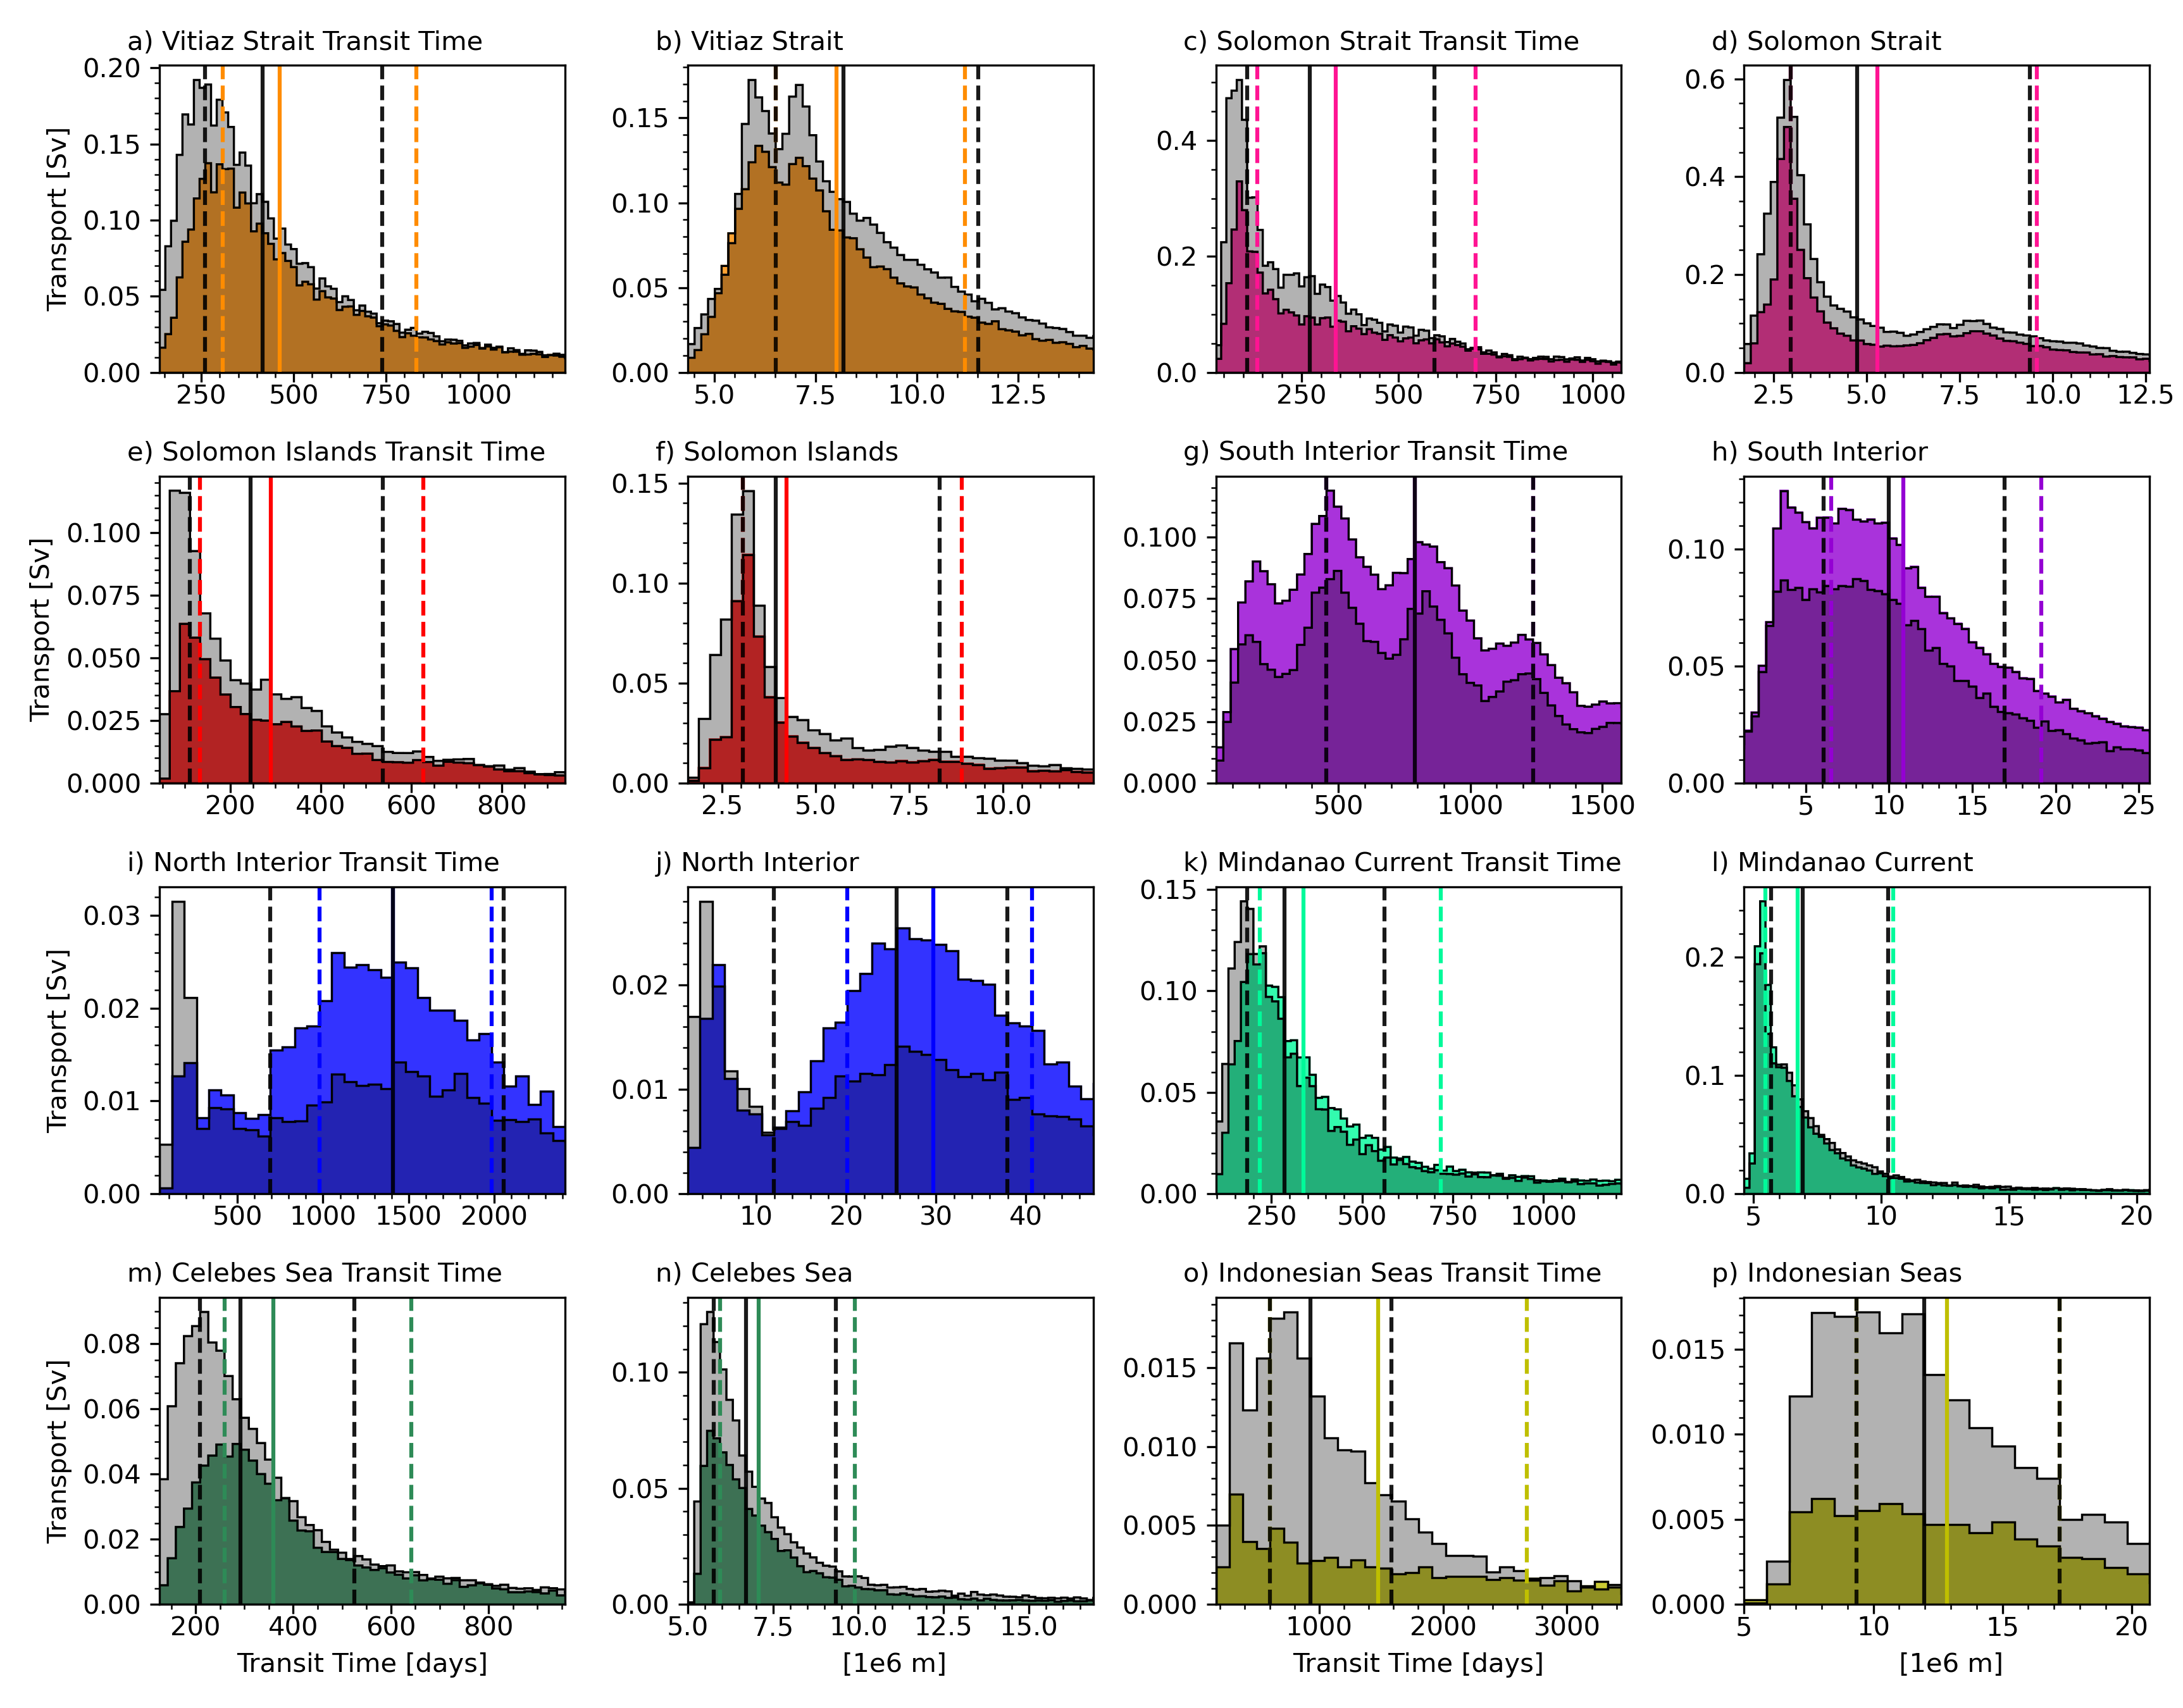 a) Vitiaz Strait Transit Time
b) Vitiaz Strait
c) Solomon Strait Transit Time
d) Solomon Strait
Transport [Sv]
0.20
0.15
0.10
0.05
0.00
250 500 750 1000
0.15
0.10
0.05
0.00
5.0 7.5 10.0 12.5
0.4
0.2
0.0
250 500 750 1000
0.6
0.4
0.2
0.0
2.5 5.0 7.5 10.0 12.5
e) Solomon Islands Transit Time
f) Solomon Islands
g) South Interior Transit Time
h) South Interior
Transport [Sv]
0.100
0.075
0.050
0.025
0.000
200 400 600 800
0.15
0.10
0.05
0.00
2.5 5.0 7.5 10.0
0.100
0.075
0.050
0.025
0.00
500 1000 1500
0.10
0.05
0.00
5 10 15 20 25
i) North Interior Transit Time
j) North Interior
k) Mindanao Current Transit Time
l) Mindanao Current
Transport [Sv]
0.03
0.02
0.01
0.00
500 1000 1500 2000
0.02
0.01
0.00
10 20 30 40
0.15
0.10
0.05
0.00
250 500 750 1000
0.2
0.1
0.0
5 10 15 20
m) Celebes Sea Transit Time
n) Celebes Sea
o) Indonesian Seas Transit Time
p) Indonesian Seas
Transport [Sv]
0.08
0.06
0.04
0.02
0.00
200 400 600 800
Transit Time [days]
0.10
0.05
0.00
5.0 7.5 10.0 12.5 15.0
[1e6 m]
0.015
0.010
0.005
0.000
1000 2000 3000
Transit Time [days]
0.015
0.010
0.005
0.000
5 10 15 20
[1e6 m]